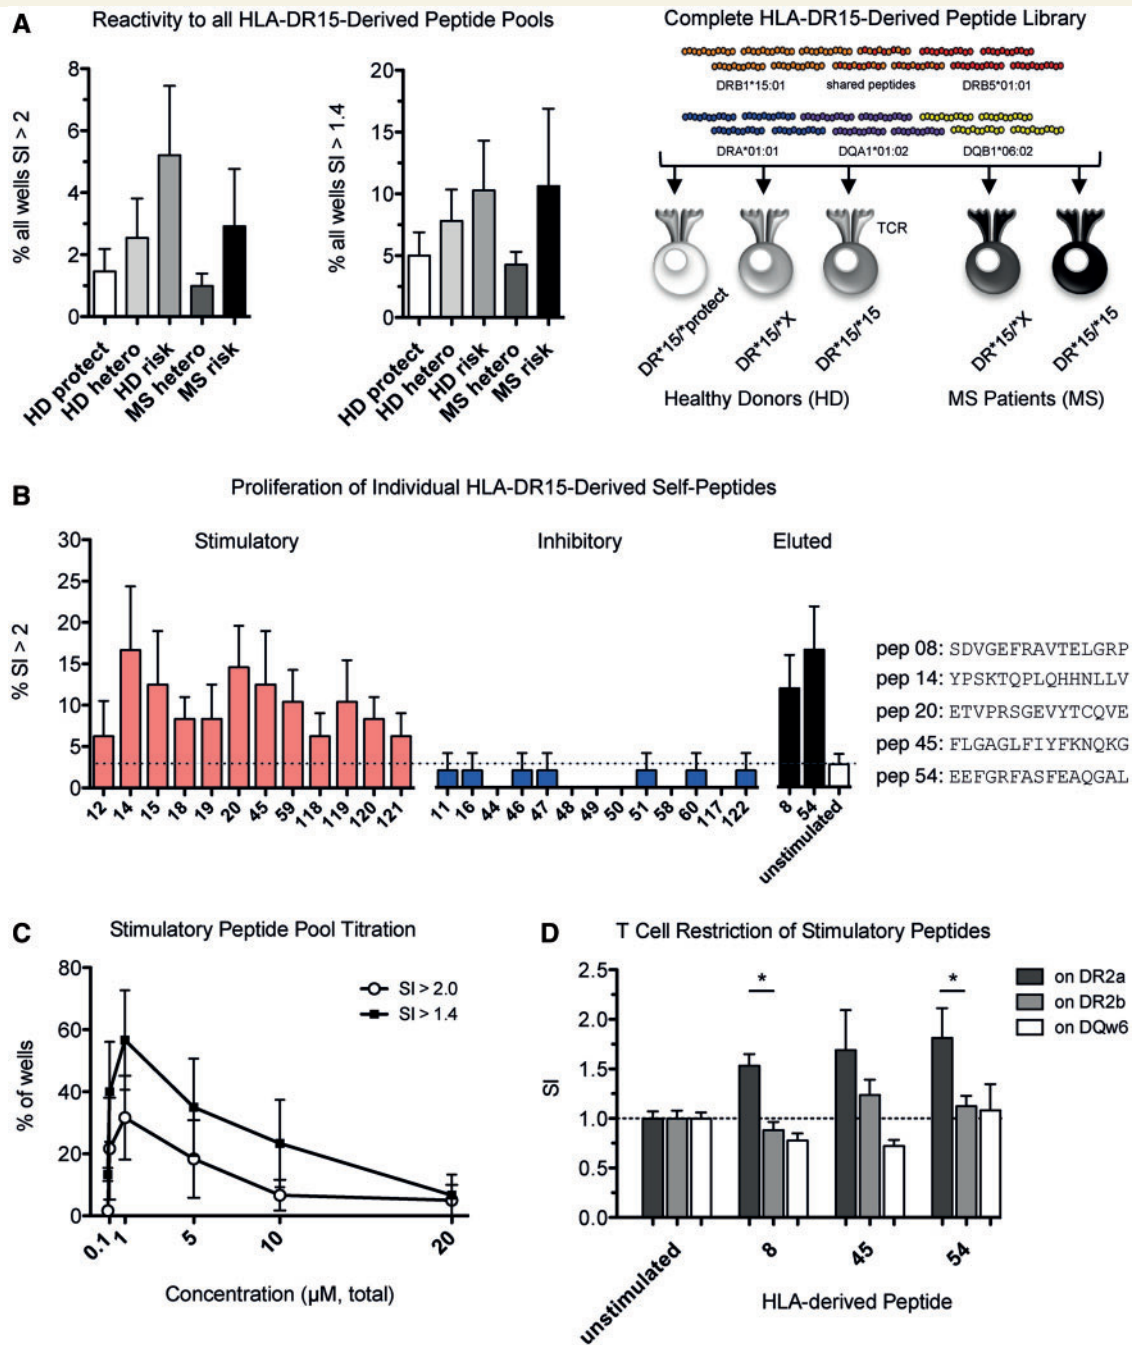 A
Reactivity to all HLA-DR15-Derived Peptide Pools
% all wells SI > 2
8
6
4
2
0
HD protect
HD hetero
HD risk
MS hetero
MS risk
% all wells SI > 1.4
20
15
10
5
0
HD protect
HD hetero
HD risk
MS hetero
MS risk
Complete HLA-DR15-Derived Peptide Library
DRB1*15:01 shared peptides DRB5*01:01
DRA*01:01 DQA1*01:02 DQB1*06:02
TCR
DR*15/*protect
DR*15/*X
DR*15/*15
DR*15/*X
DR*15/*15
Healthy Donors (HD) MS Patients (MS)
B
Proliferation of Individual HLA-DR15-Derived Self-Peptides
Stimulatory Inhibitory Eluted
% SI > 2
30
25
20
15
10
5
0
12 14 15 18 19 20 45 59 118 119 120 121
11 16 44 46 47 48 49 50 51 58 60 117 122
8 54 unstimulated
pep 08: SDVGEFRAVTELGRP
pep 14: YPSKTQPLQHHNLLV
pep 20: ETVPRSGEVYTCQVE
pep 45: FLGAGLFIYFKNQKG
pep 54: EEFGRFASFEAQGAL
C
Stimulatory Peptide Pool Titration
% of wells
80
60
40
20
0
SI > 2.0
SI > 1.4
0.1 1 5 10 20
Concentration (µM, total)
D
T Cell Restriction of Stimulatory Peptides
SI
2.5
2.0
1.5
1.0
0.5
0.0
* *
on DR2a
on DR2b
on DQw6
unstimulated 8 45 54
HLA-derived Peptide